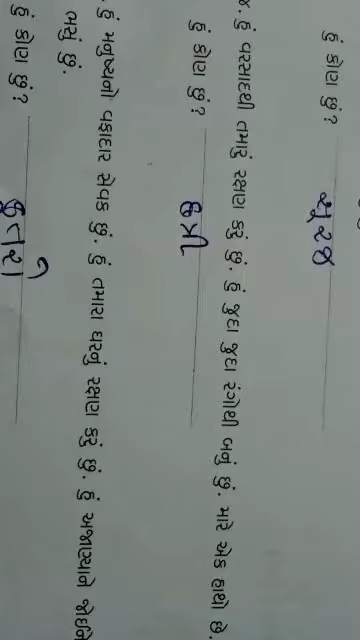 હું કોણ છું? સૂરજ
હું વરસાદથી તમારું રક્ષણ કરું છું. હું જુદા જુદા રંગોથી બનું છું. મારે એક હાથો છે.
હું કોણ છું? છત્રી
હું મનુષ્યનો વફાદાર સેવક છું. હું તમારા ઘરનું રક્ષણ કરું છું. હું અજાણ્યાને જોઈને
ભસું છું.
હું કોણ છું? કુતરો